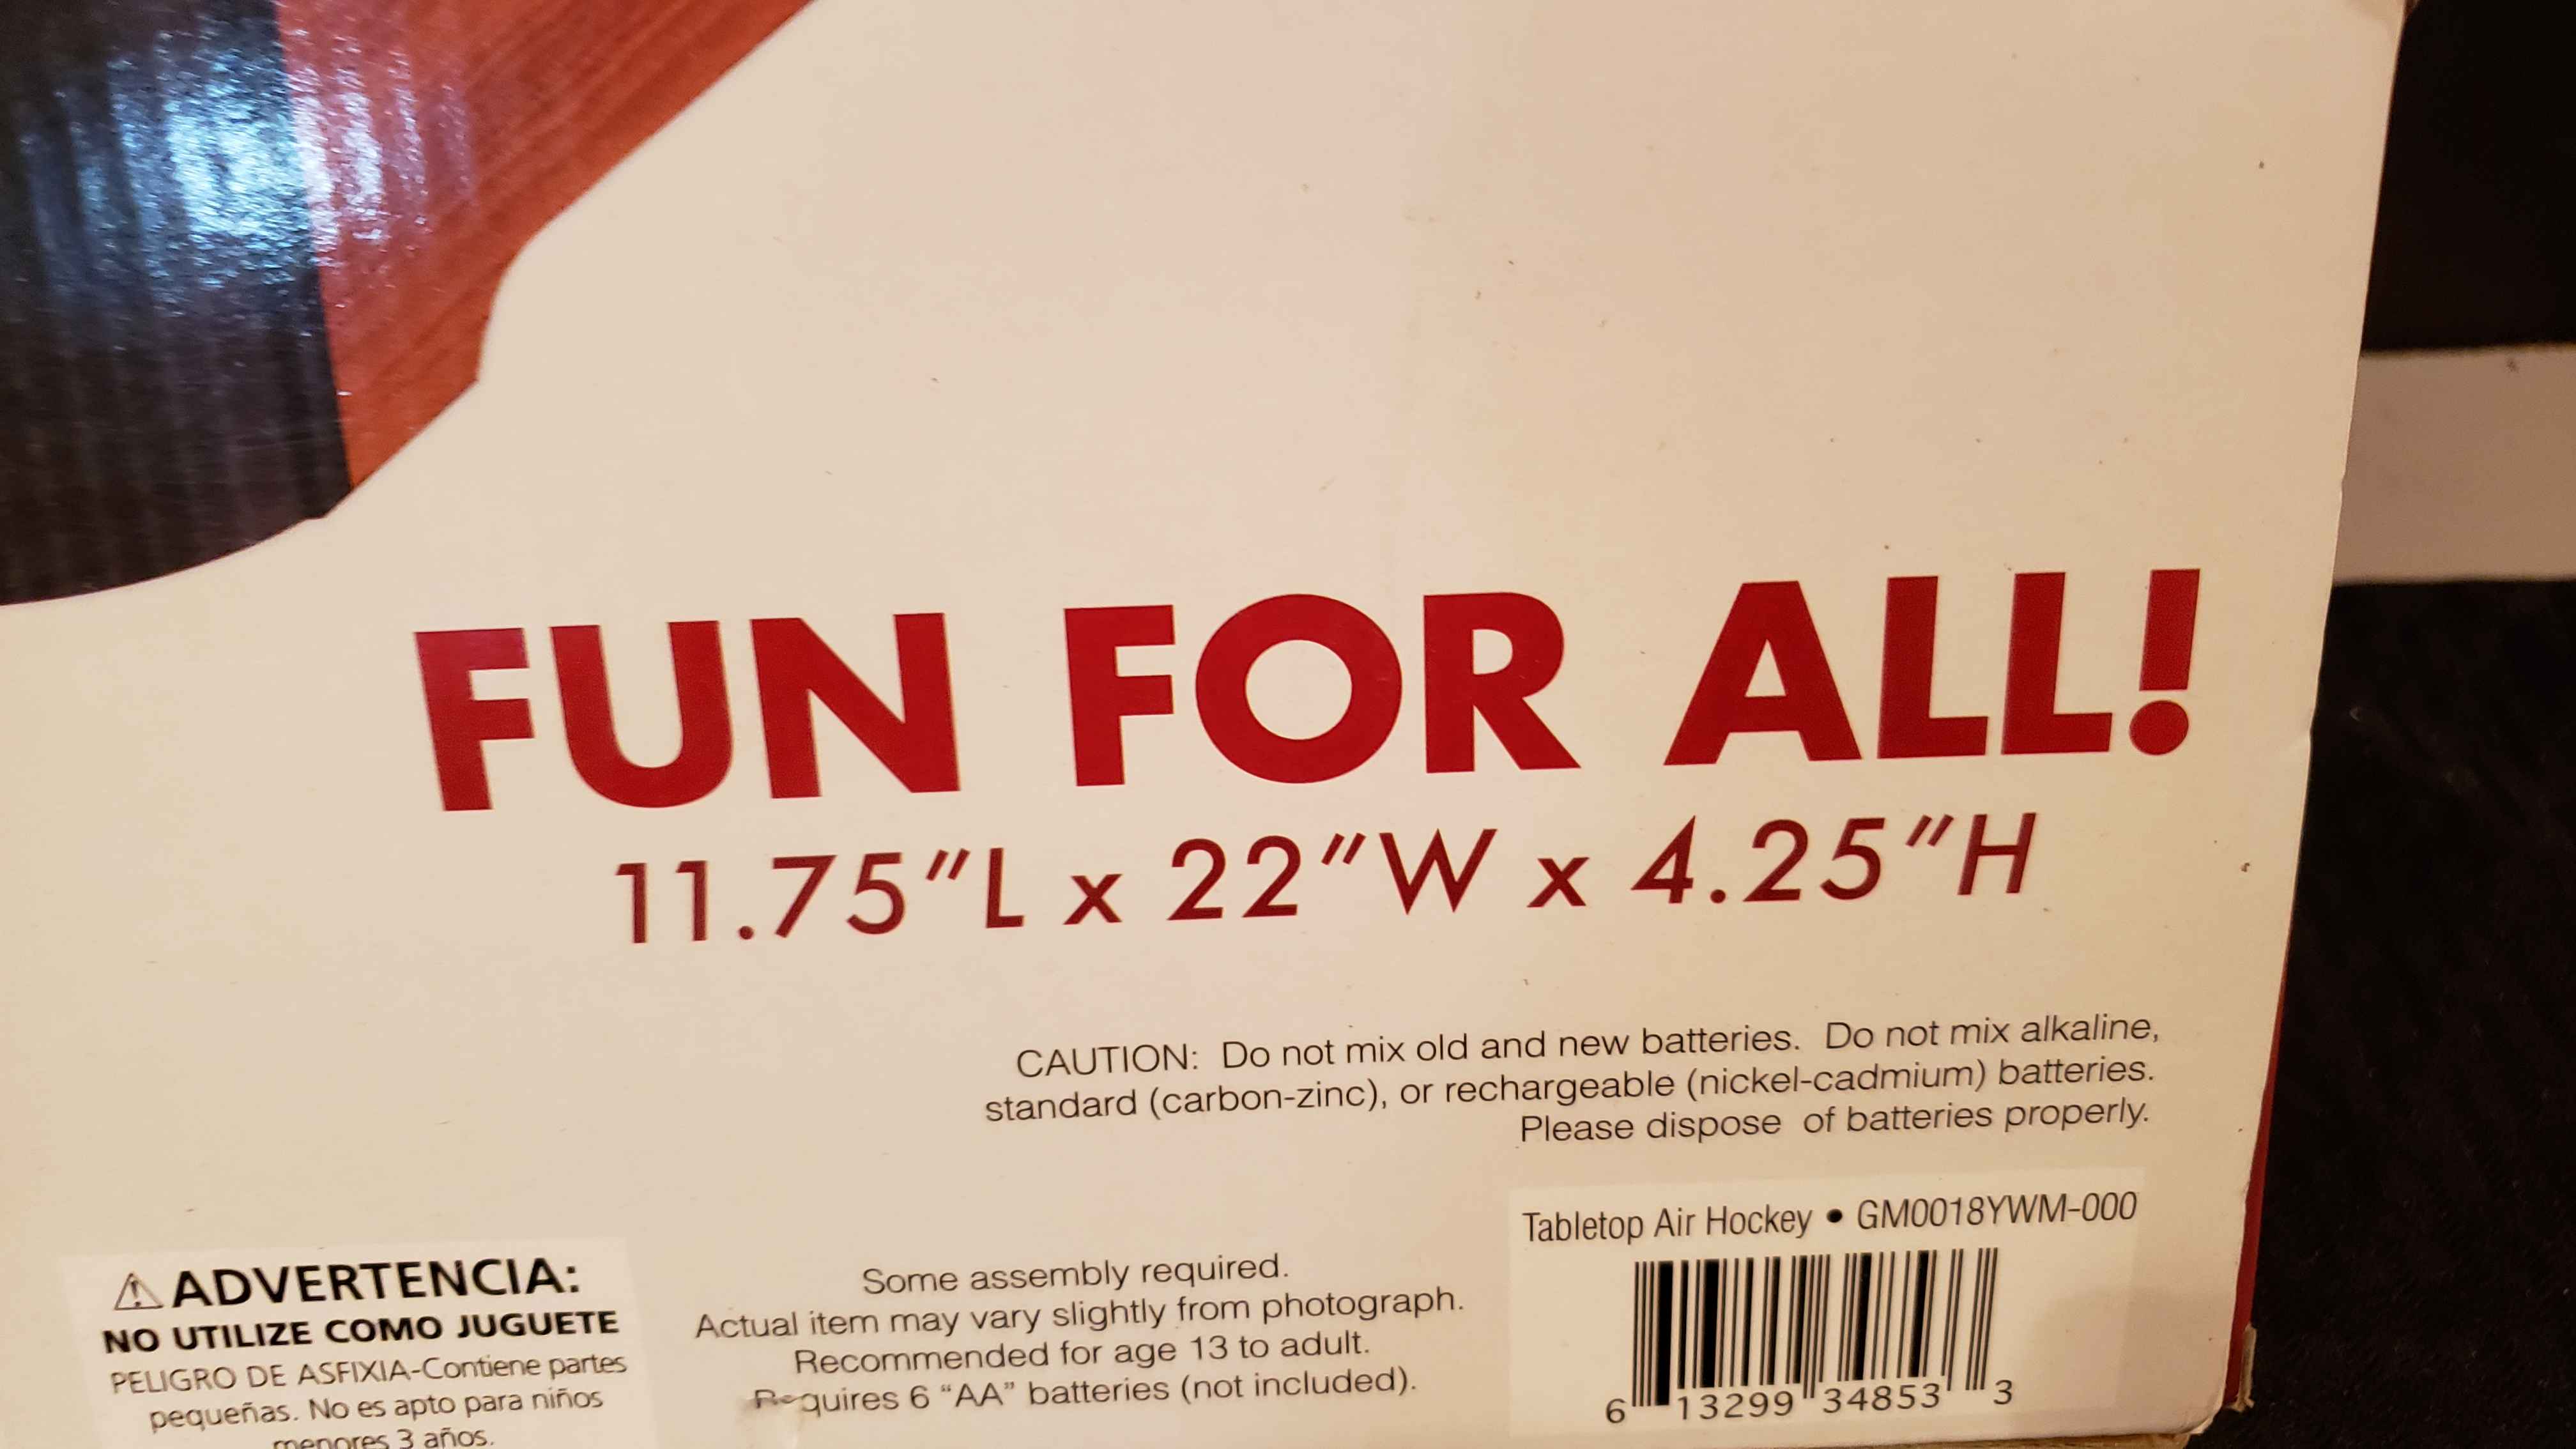 FUN FOR ALL!
11.75"L x 22"W x 4.25"H
CAUTION: Do not mix old and new batteries. Do not mix alkaline,
standard (carbon-zinc), or rechargeable (nickel-cadmium) batteries.
Please dispose of batteries properly.
⚠ADVERTENCIA:
NO UTILIZE COMO JUGUETE
PELIGRO DE ASFIXIA-Contiene partes
pequeñas. No es apto para niños
menores 3 años.
Some assembly required.
Actual item may vary slightly from photograph.
Recommended for age 13 to adult.
Requires 6 “AA” batteries (not included).
Tabletop Air Hockey • GM0018YWM-000
6 13299 34853 3